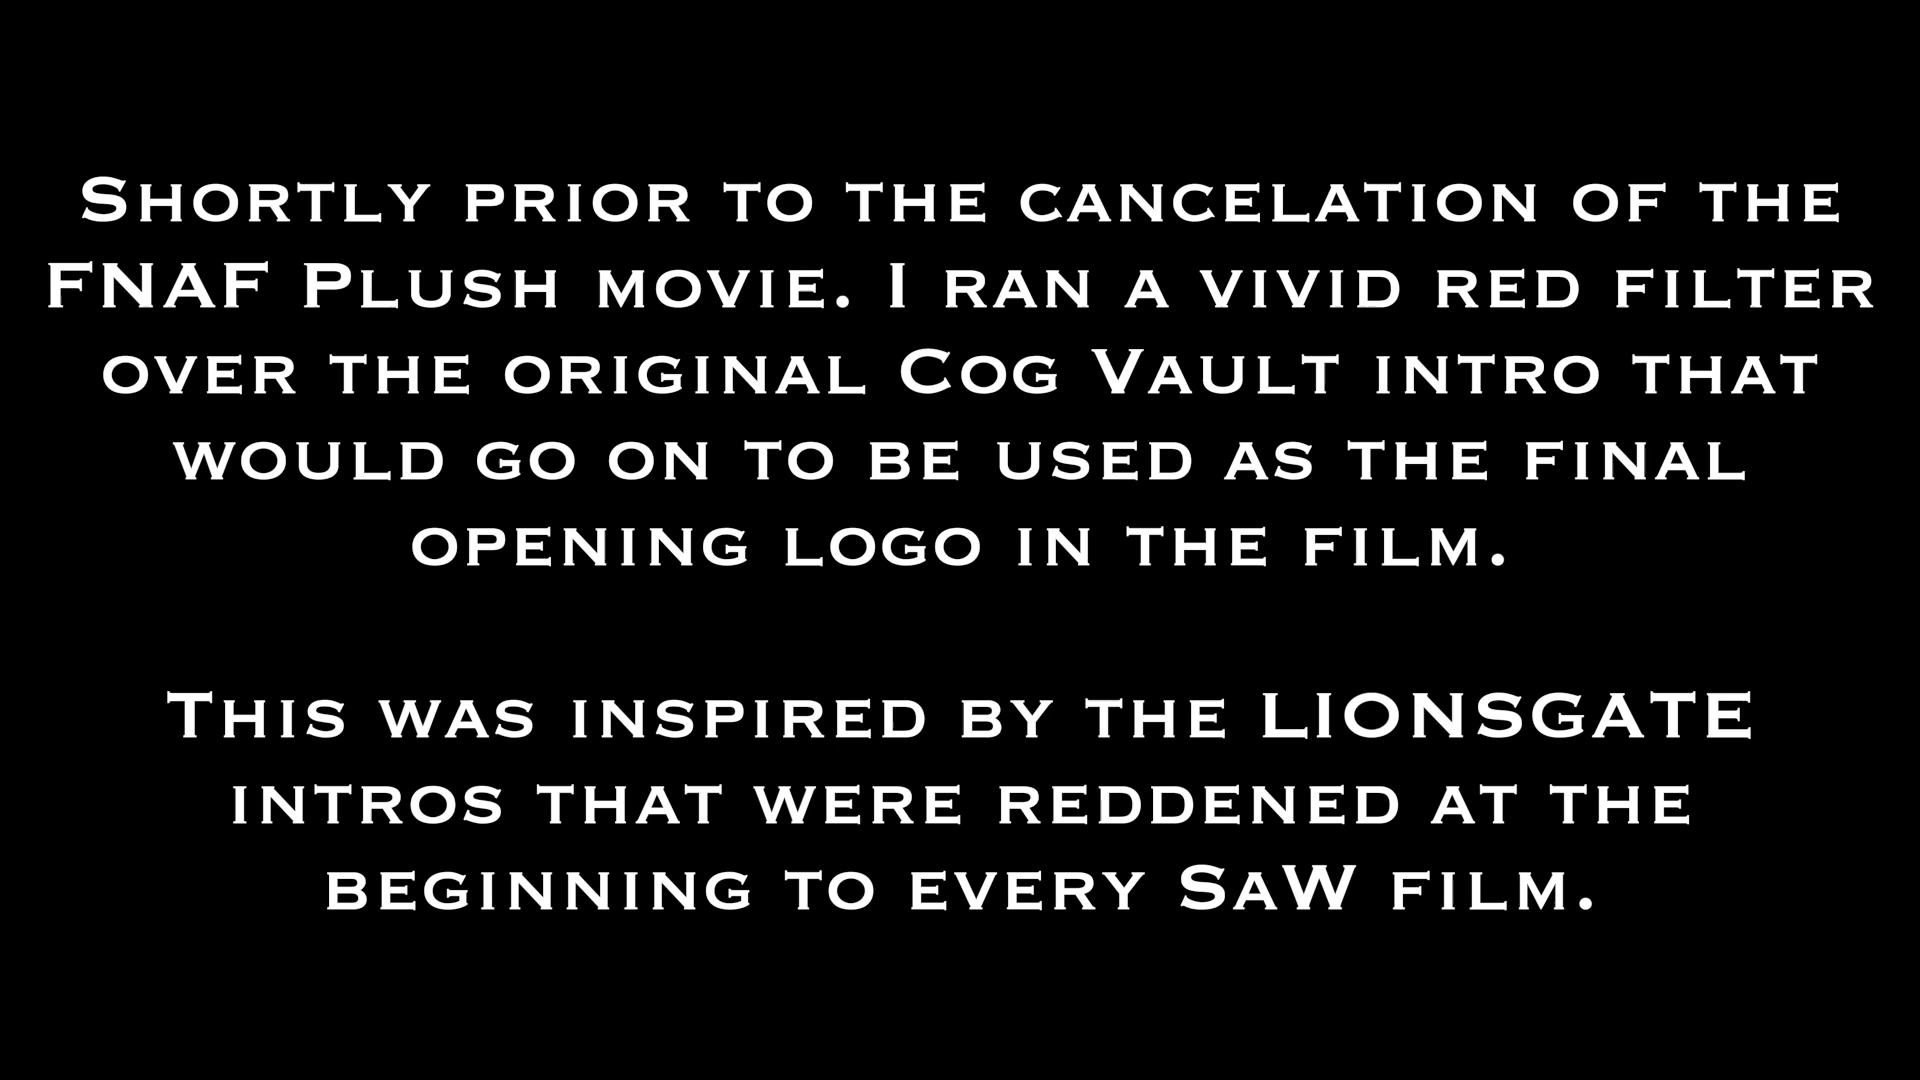 Shortly prior to the cancelation of the
FNAF Plush movie. I ran a vivid red filter
over the original Cog Vault intro that
would go on to be used as the final
opening logo in the film.
This was inspired by the LIONSGATE
intros that were reddened at the
beginning to every SaW film.